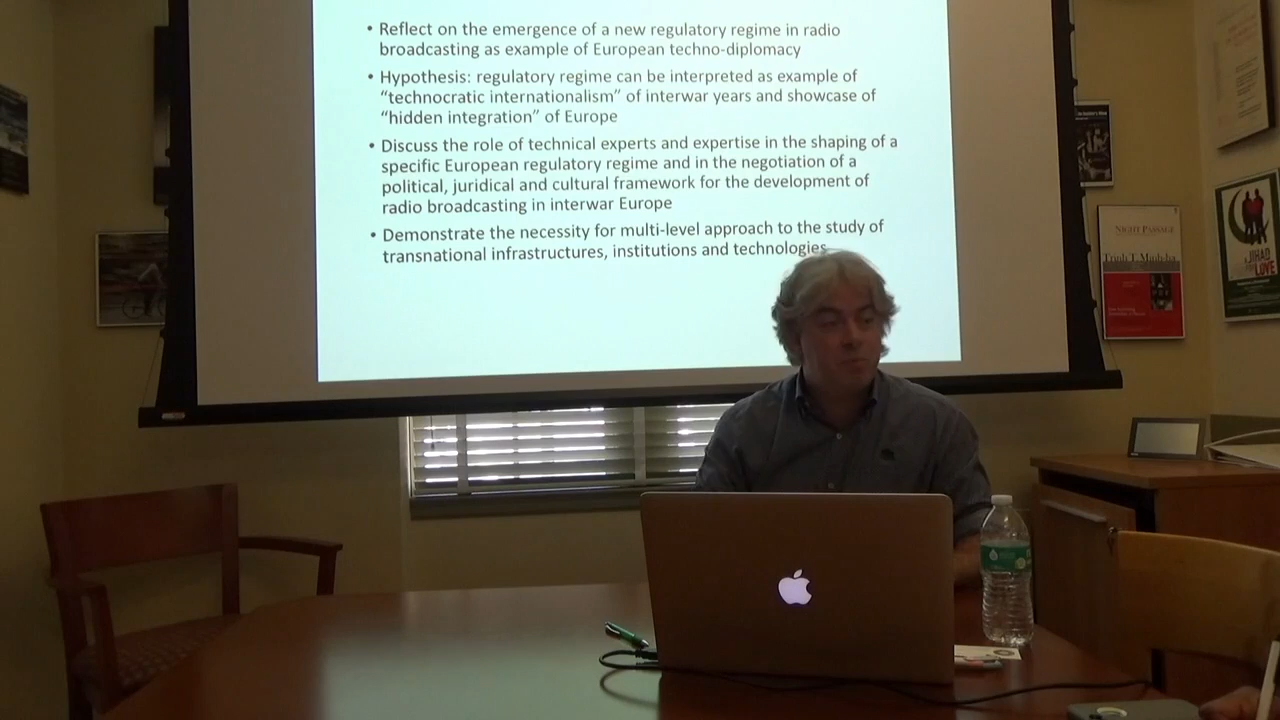 • Reflect on the emergence of a new regulatory regime in radio
broadcasting as example of European techno-diplomacy
• Hypothesis: regulatory regime can be interpreted as example of
“technocratic internationalism” of interwar years and showcase of
“hidden integration” of Europe
• Discuss the role of technical experts and expertise in the shaping of a
specific European regulatory regime and in the negotiation of a
political, juridical and cultural framework for the development of
radio broadcasting in interwar Europe
• Demonstrate the necessity for multi-level approach to the study of
transnational infrastructures, institutions and technologies
NIGHT PASSAGE
Trinh T. Minh-ha
A JIHAD
LOVE